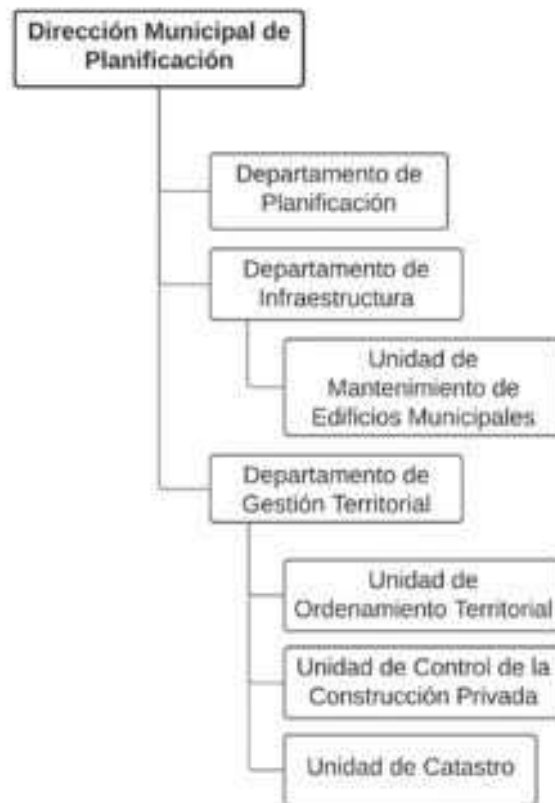 Dirección Municipal de
Planificación
Departamento de
Planificación
Departamento de
Infraestructura
Unidad de
Mantenimiento de
Edificios Municipales
Departamento de
Gestión Territorial
Unidad de
Ordenamiento Territorial
Unidad de Control de la
Construcción Privada
Unidad de Catastro